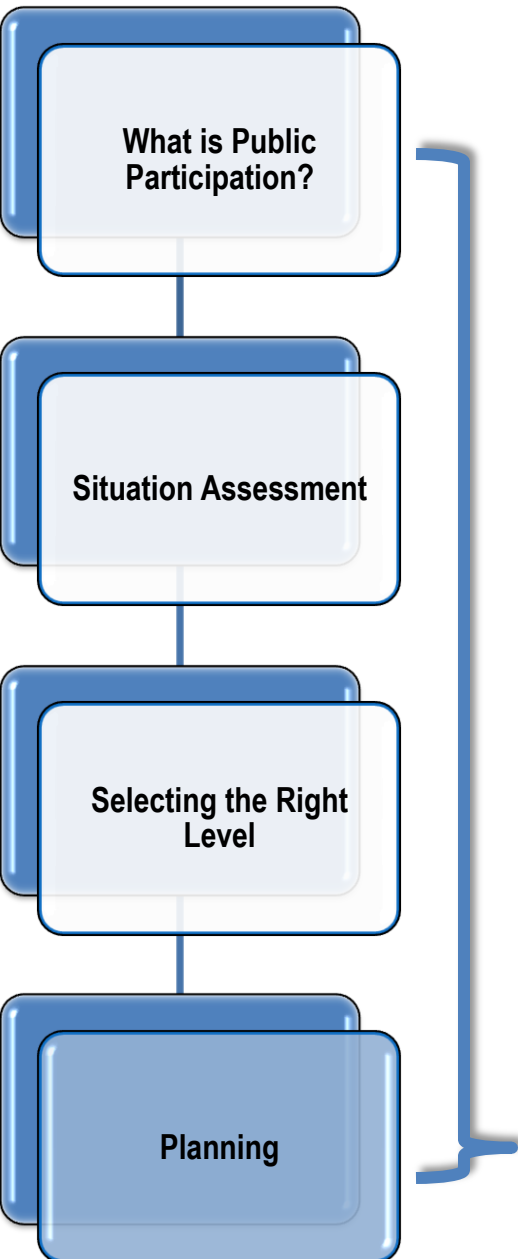 What is Public
Participation?
Situation Assessment
Selecting the Right
Level
Planning